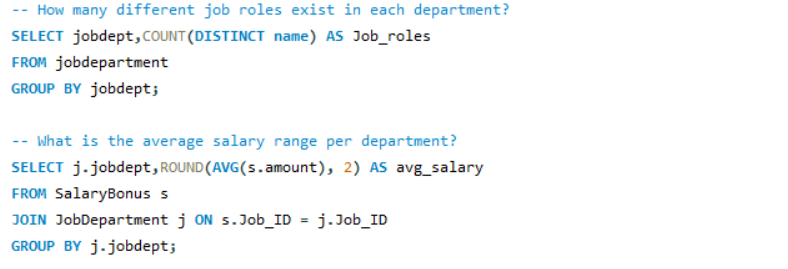 -- How many different job roles exist in each department?
SELECT jobdept,COUNT(DISTINCT name) AS Job_roles
FROM jobdepartment
GROUP BY jobdept;
-- What is the average salary range per department?
SELECT j.jobdept,ROUND(AVG(s.amount), 2) AS avg_salary
FROM SalaryBonus s
JOIN JobDepartment j ON s.Job_ID = j.Job_ID
GROUP BY j.jobdept;